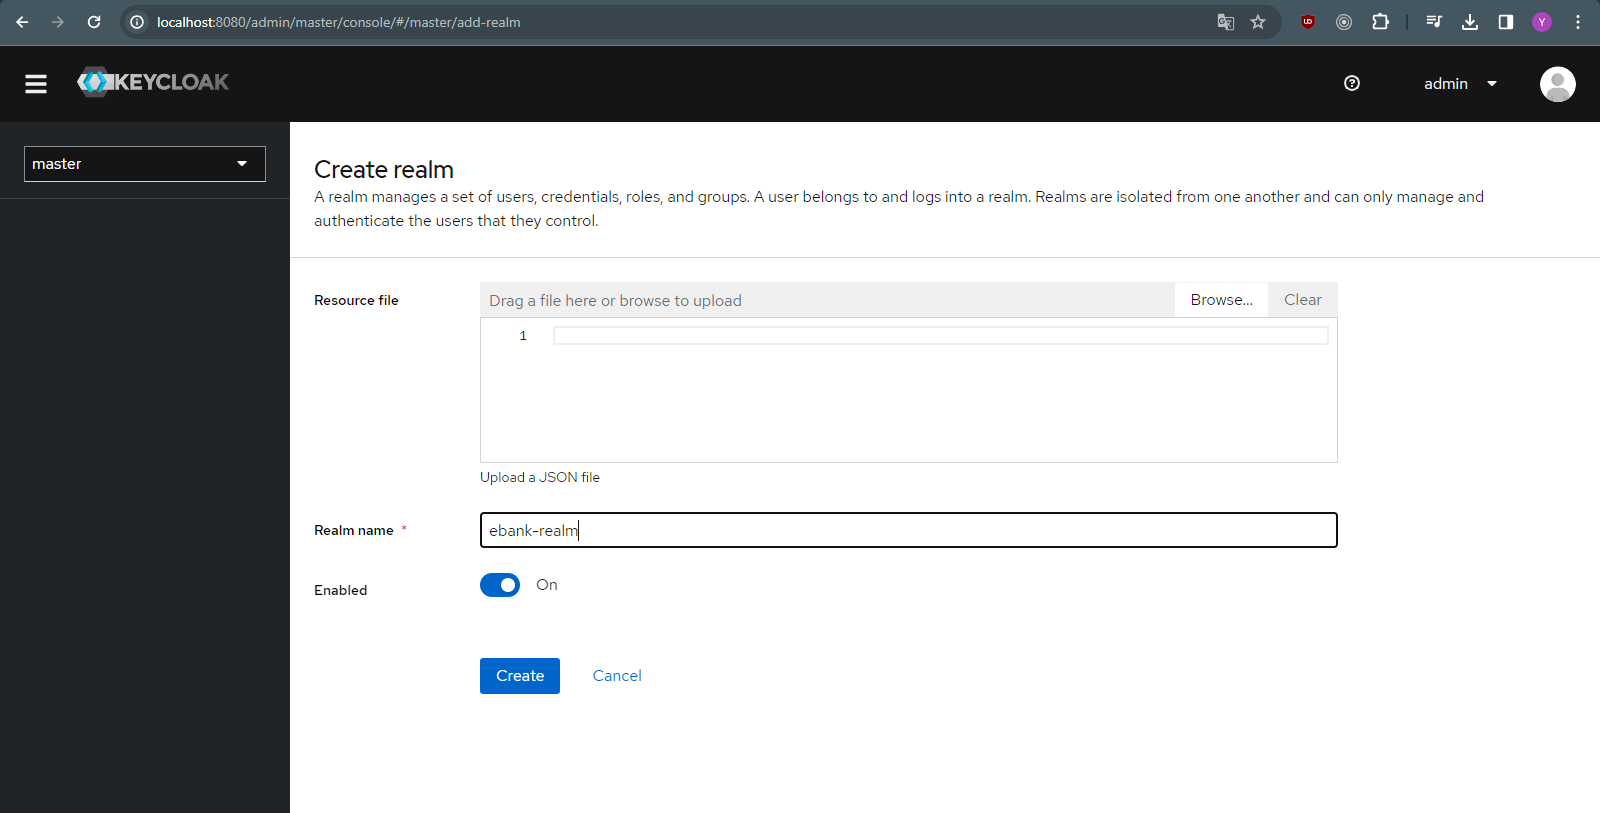 localhost:8080/admin/master/console/#/master/add-realm
UD
Y
KEYCLOAK
admin
master
Create realm
A realm manages a set of users, credentials, roles, and groups. A user belongs to and logs into a realm. Realms are isolated from one another and can only manage and
authenticate the users that they control.
Resource file
Drag a file here or browse to upload
Browse...
Clear
1
Upload a JSON file
Realm name *
ebank-realm
Enabled
On
Create
Cancel